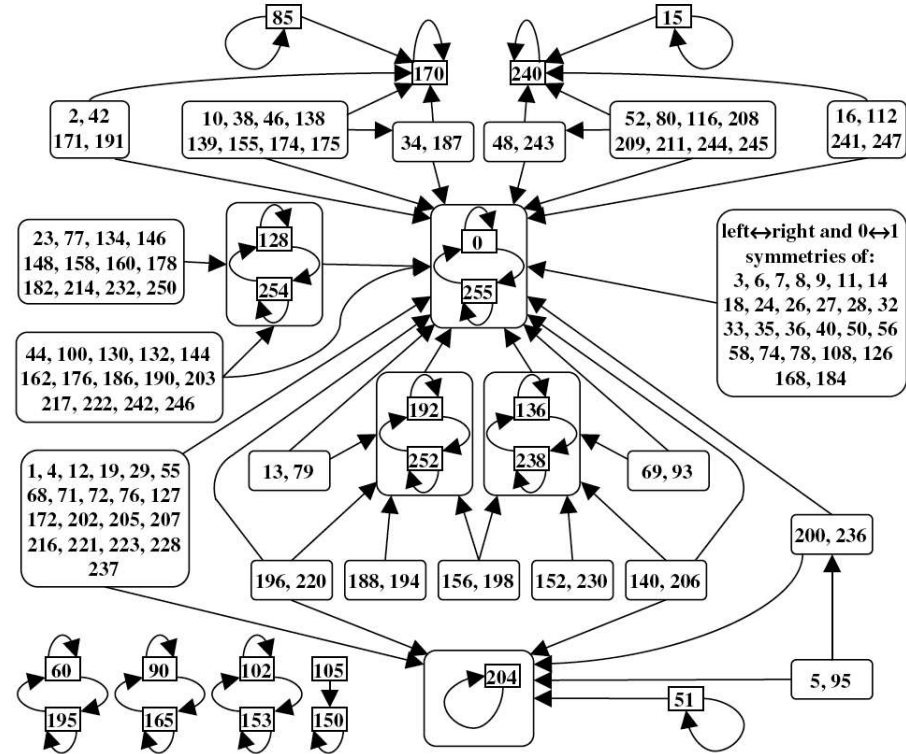 85
15
170
240
2, 42
171, 191
10, 38, 46, 138
139, 155, 174, 175
34, 187
48, 243
52, 80, 116, 208
209, 211, 244, 245
16, 112
241, 247
23, 77, 134, 146
148, 158, 160, 178
182, 214, 232, 250
128
254
0
255
left↔right and 0↔1
symmetries of:
3, 6, 7, 8, 9, 11, 14
18, 24, 26, 27, 28, 32
33, 35, 36, 40, 50, 56
58, 74, 78, 108, 126
168, 184
44, 100, 130, 132, 144
162, 176, 186, 190, 203
217, 222, 242, 246
192
252
136
238
13, 79
69, 93
1, 4, 12, 19, 29, 55
68, 71, 72, 76, 127
172, 202, 205, 207
216, 221, 223, 228
237
196, 220
188, 194
156, 198
152, 230
140, 206
200, 236
60
195
90
165
102
153
105
150
204
51
5, 95